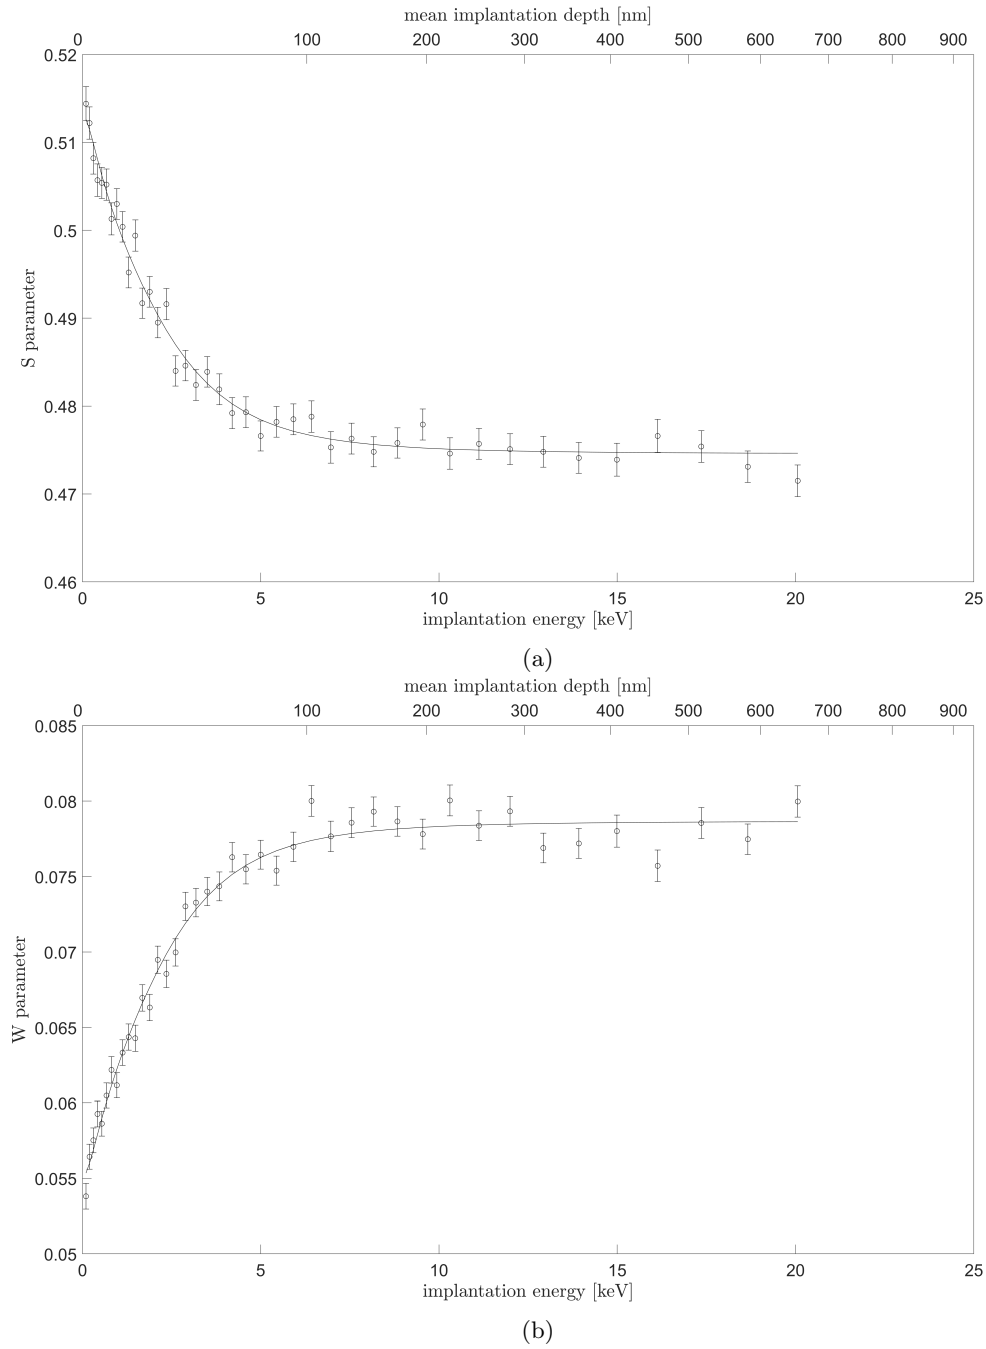 mean implantation depth [nm]
0 100 200 300 400 500 600 700 800 900
0.52
0.51
0.5
0.49
0.48
0.47
0.46
S parameter
0 5 10 15 20 25
implantation energy [keV]
(a)
mean implantation depth [nm]
0 100 200 300 400 500 600 700 800 900
0.085
0.08
0.075
0.07
0.065
0.06
0.055
0.05
W parameter
0 5 10 15 20 25
implantation energy [keV]
(b)